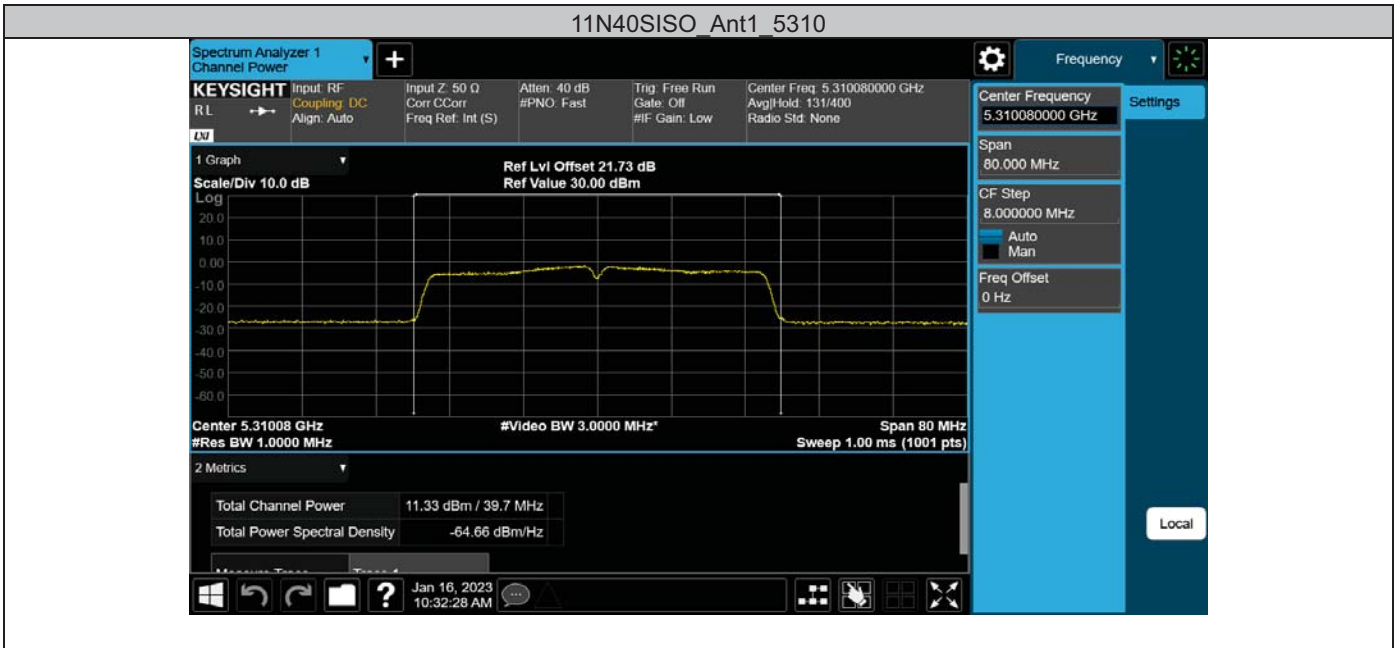 11N40SISO_Ant1_5310
Spectrum Analyzer 1
Channel Power
Frequency
KEYSIGHT
RL
LXI
Input: RF
Coupling: DC
Align: Auto
Input Z: 50 Ω
Corr CCorr
Freq Ref: Int (S)
Atten: 40 dB
#PNO: Fast
Trig: Free Run
Gate: Off
#IF Gain: Low
Center Freq: 5.310080000 GHz
Avg|Hold: 131/400
Radio Std: None
Center Frequency
5.310080000 GHz
Settings
Span
80.000 MHz
CF Step
8.000000 MHz
Auto
Man
Freq Offset
0 Hz
Local
1 Graph
Scale/Div 10.0 dB
Ref Lvl Offset 21.73 dB
Ref Value 30.00 dBm
Log
20.0
10.0
0.00
-10.0
-20.0
-30.0
-40.0
-50.0
-60.0
Center 5.31008 GHz
#Res BW 1.0000 MHz
#Video BW 3.0000 MHz*
Span 80 MHz
Sweep 1.00 ms (1001 pts)
2 Metrics
Total Channel Power 11.33 dBm / 39.7 MHz
Total Power Spectral Density -64.66 dBm/Hz
Jan 16, 2023
10:32:28 AM